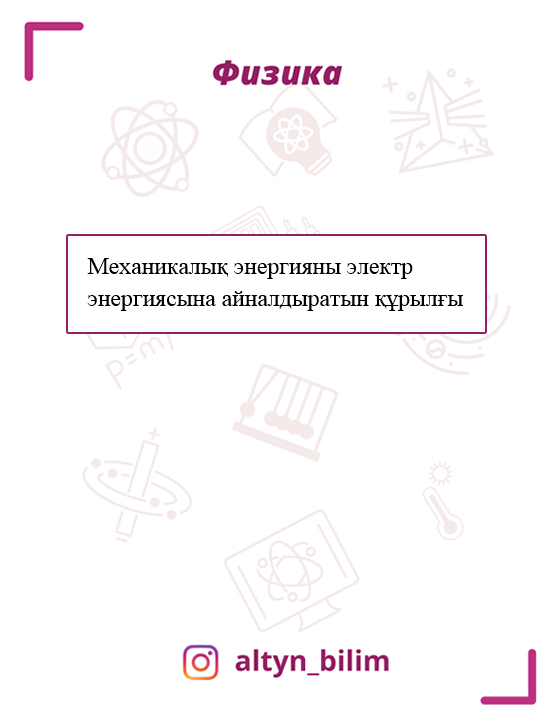 Физика
Механикалық энергияны электр
энергиясына айналдыратын құрылғы
p=m
altyn_bilim